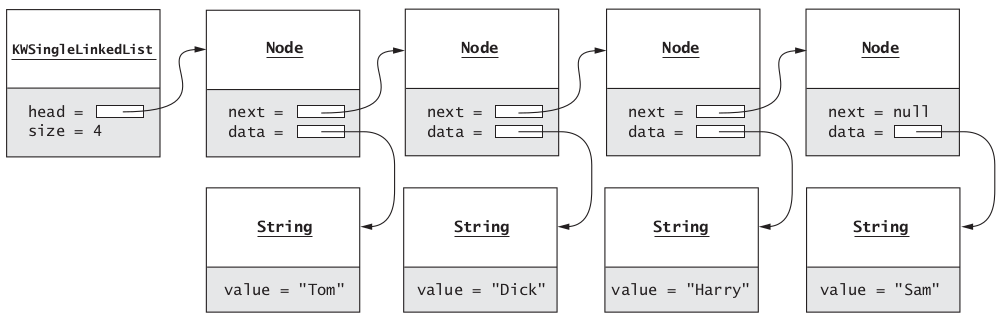 KWSingleLinkedList
head =
size = 4
Node
next =
data =
Node
next =
data =
Node
next =
data =
Node
next = null
data =
String
value = "Tom"
String
value = "Dick"
String
value = "Harry"
String
value = "Sam"